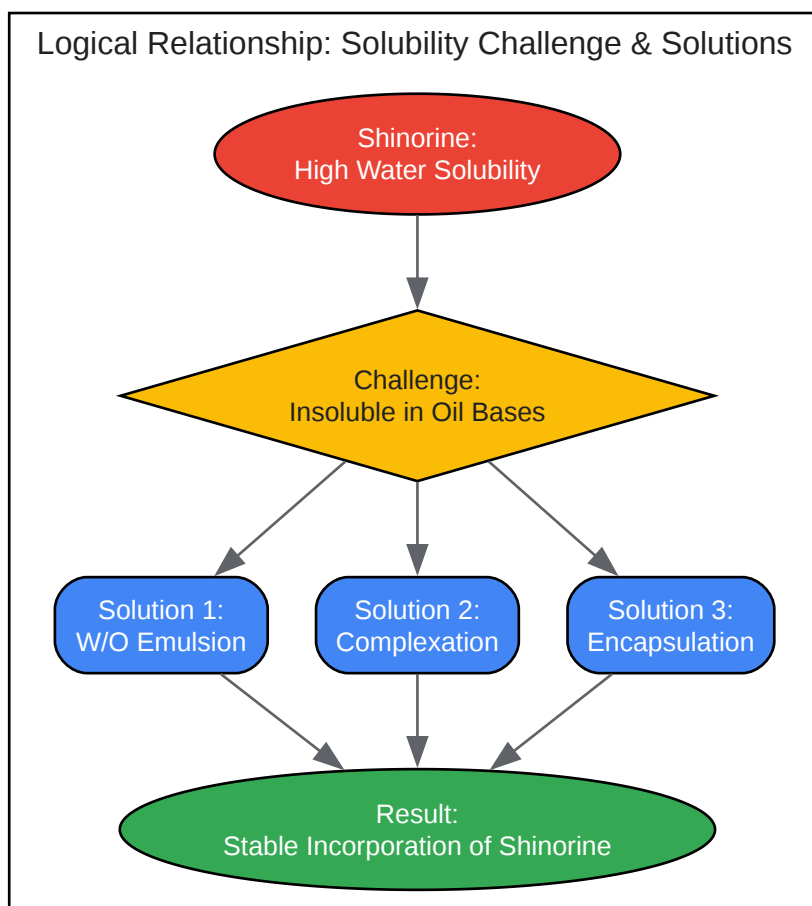 Logical Relationship: Solubility Challenge & Solutions
Shinorine:
High Water Solubility
Challenge:
Insoluble in Oil Bases
Solution 1:
W/O Emulsion
Solution 2:
Complexation
Solution 3:
Encapsulation
Result:
Stable Incorporation of Shinorine